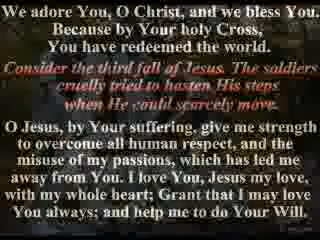 We adore You, O Christ, and we bless You.
Because by Your holy Cross,
You have redeemed the world.
Consider the third fall of Jesus. The soldiers
cruelly tried to hasten His steps
when He could scarcely move.
O Jesus, by Your suffering, give me strength
to overcome all human respect, and the
misuse of my passions, which has led me
away from You. I love You, Jesus my love,
with my whole heart; Grant that I may love
You always; and help me to do Your Will.